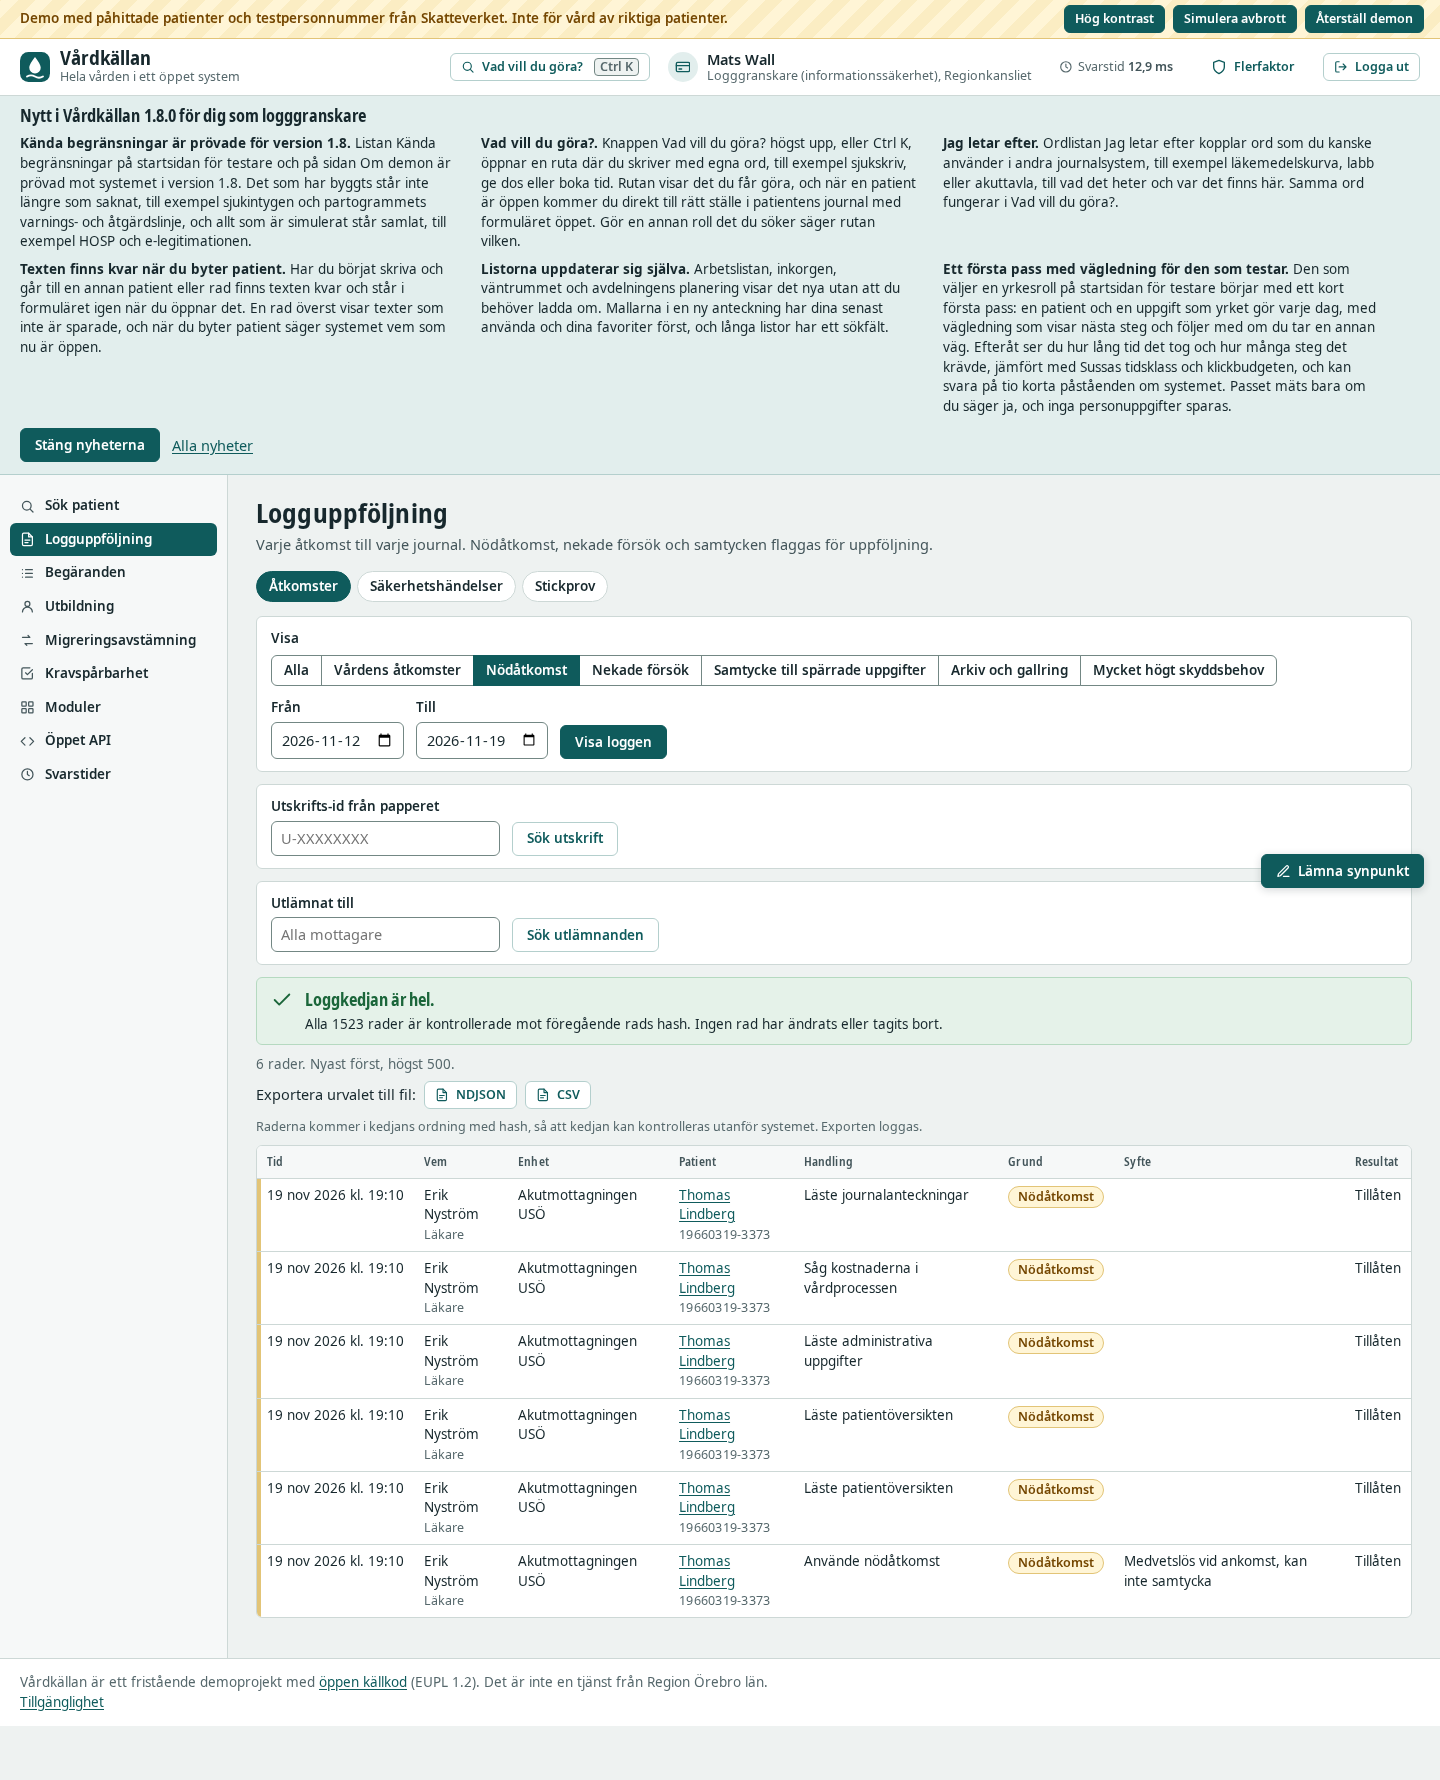 Demo med påhittade patienter och testpersonnummer från Skatteverket. Inte för vård av riktiga patienter.
Hög kontrast
Simulera avbrott
Återställ demon
Vårdkällan
Hela vården i ett öppet system
Vad vill du göra? Ctrl K
Mats Wall
Loggranskare (informationssäkerhet), Regionkansliet
Svarstid 12,9 ms
Flerfaktor
Logga ut
Nytt i Vårdkällan 1.8.0 för dig som logggranskare
Kända begränsningar är prövade för version 1.8. Listan Kända
begränsningar på startsidan för testare och på sidan Om demon är
prövad mot systemet i version 1.8. Det som har byggts står inte
längre som saknat, till exempel sjukintygen och partogrammets
varnings- och åtgärdslinje, och allt som är simulerat står samlat, till
exempel HOSP och e-legitimationen.
Vad vill du göra?. Knappen Vad vill du göra? högst upp, eller Ctrl K,
öppnar en ruta där du skriver med egna ord, till exempel sjukskriv,
ge dos eller boka tid. Rutan visar det du får göra, och när en patient
är öppen kommer du direkt till rätt ställe i patientens journal med
formuläret öppet. Gör en annan roll det du söker säger rutan
vilken.
Jag letar efter. Ordlistan Jag letar efter kopplar ord som du kanske
använder i andra journalsystem, till exempel läkemedelskurva, labb
eller akuttavla, till vad det heter och var det finns här. Samma ord
fungerar i Vad vill du göra?.
Texten finns kvar när du byter patient. Har du börjat skriva och
går till en annan patient eller rad finns texten kvar och står i
formuläret igen när du öppnar det. En rad överst visar texter som
inte är sparade, och när du byter patient säger systemet vem som
nu är öppen.
Listorna uppdaterar sig själva. Arbetslistan, inkorgen,
väntrummet och avdelningens planering visar det nya utan att du
behöver ladda om. Mallarna i en ny anteckning har dina senast
använda och dina favoriter först, och långa listor har ett sökfält.
Ett första pass med vägledning för den som testar. Den som
väljer en yrkesroll på startsidan för testare börjar med ett kort
första pass: en patient och en uppgift som yrket gör varje dag, med
vägledning som visar nästa steg och följer med om du tar en annan
väg. Efteråt ser du hur lång tid det tog och hur många steg det
krävde, jämfört med Sussas tidsklass och klickbudgeten, och kan
svara på tio korta påståenden om systemet. Passet mäts bara om
du säger ja, och inga personuppgifter sparas.
Stäng nyheterna
Alla nyheter
Sök patient
Logguppföljning
Begäranden
Utbildning
Migreringsavstämning
Kravspårbarhet
Moduler
Öppet API
Svarstider
Logguppföljning
Varje åtkomst till varje journal. Nödåtkomst, nekade försök och samtycken flaggas för uppföljning.
Åtkomster
Säkerhetshändelser
Stickprov
Visa
Alla
Vårdens åtkomster
Nödåtkomst
Nekade försök
Samtycke till spärrade uppgifter
Arkiv och gallring
Mycket högt skyddsbehov
Från
Till
2026-11-12
2026-11-19
Visa loggen
Utskrifts-id från papperet
U-XXXXXXXX
Sök utskrift
Lämna synpunkt
Utlämnat till
Alla mottagare
Sök utlämnanden
Loggkedjan är hel.
Alla 1523 rader är kontrollerade mot föregående rads hash. Ingen rad har ändrats eller tagits bort.
6 rader. Nyast först, högst 500.
Exportera urvalet till fil:
NDJSON
CSV
Raderna kommer i kedjans ordning med hash, så att kedjan kan kontrolleras utanför systemet. Exporten loggas.
Tid Vem Enhet Patient Handling Grund Syfte Resultat
19 nov 2026 kl. 19:10 Erik Akutmottagningen Thomas Läste journalanteckningar Nödåtkomst Tillåten
Nyström USÖ Lindberg
Läkare 19660319-3373
19 nov 2026 kl. 19:10 Erik Akutmottagningen Thomas Såg kostnaderna i Nödåtkomst Tillåten
Nyström USÖ Lindberg vårdprocessen
Läkare 19660319-3373
19 nov 2026 kl. 19:10 Erik Akutmottagningen Thomas Läste administrativa Nödåtkomst Tillåten
Nyström USÖ Lindberg uppgifter
Läkare 19660319-3373
19 nov 2026 kl. 19:10 Erik Akutmottagningen Thomas Läste patientöversikten Nödåtkomst Tillåten
Nyström USÖ Lindberg
Läkare 19660319-3373
19 nov 2026 kl. 19:10 Erik Akutmottagningen Thomas Läste patientöversikten Nödåtkomst Tillåten
Nyström USÖ Lindberg
Läkare 19660319-3373
19 nov 2026 kl. 19:10 Erik Akutmottagningen Thomas Använde nödåtkomst Nödåtkomst Medvetslös vid ankomst, kan Tillåten
Nyström USÖ Lindberg inte samtycka
Läkare 19660319-3373
Vårdkällan är ett fristående demoprojekt med öppen källkod (EUPL 1.2). Det är inte en tjänst från Region Örebro län.
Tillgänglighet